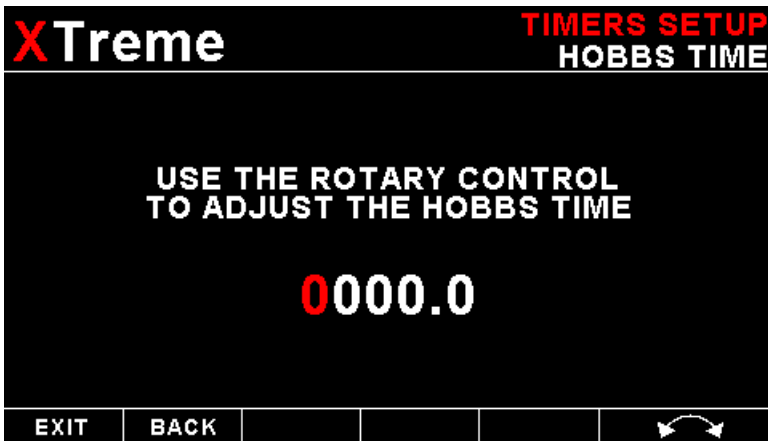 XTreme
TIMERS SETUP
HOBBS TIME
USE THE ROTARY CONTROL
TO ADJUST THE HOBBS TIME
0000.0
EXIT BACK